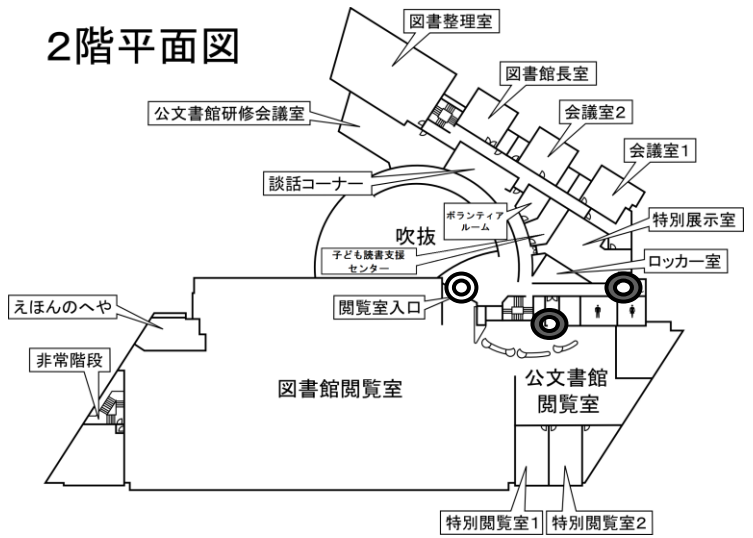 2階平面図
図書整理室
図書館長室
公文書館研修会議室
会議室2
会議室1
談話コーナー
ボランティア
ルーム
特別展示室
吹抜
子ども読書支援
センター
ロッカー室
えほんのへや
閲覧室入口
非常階段
図書館閲覧室
公文書館
閲覧室
特別閲覧室1
特別閲覧室2